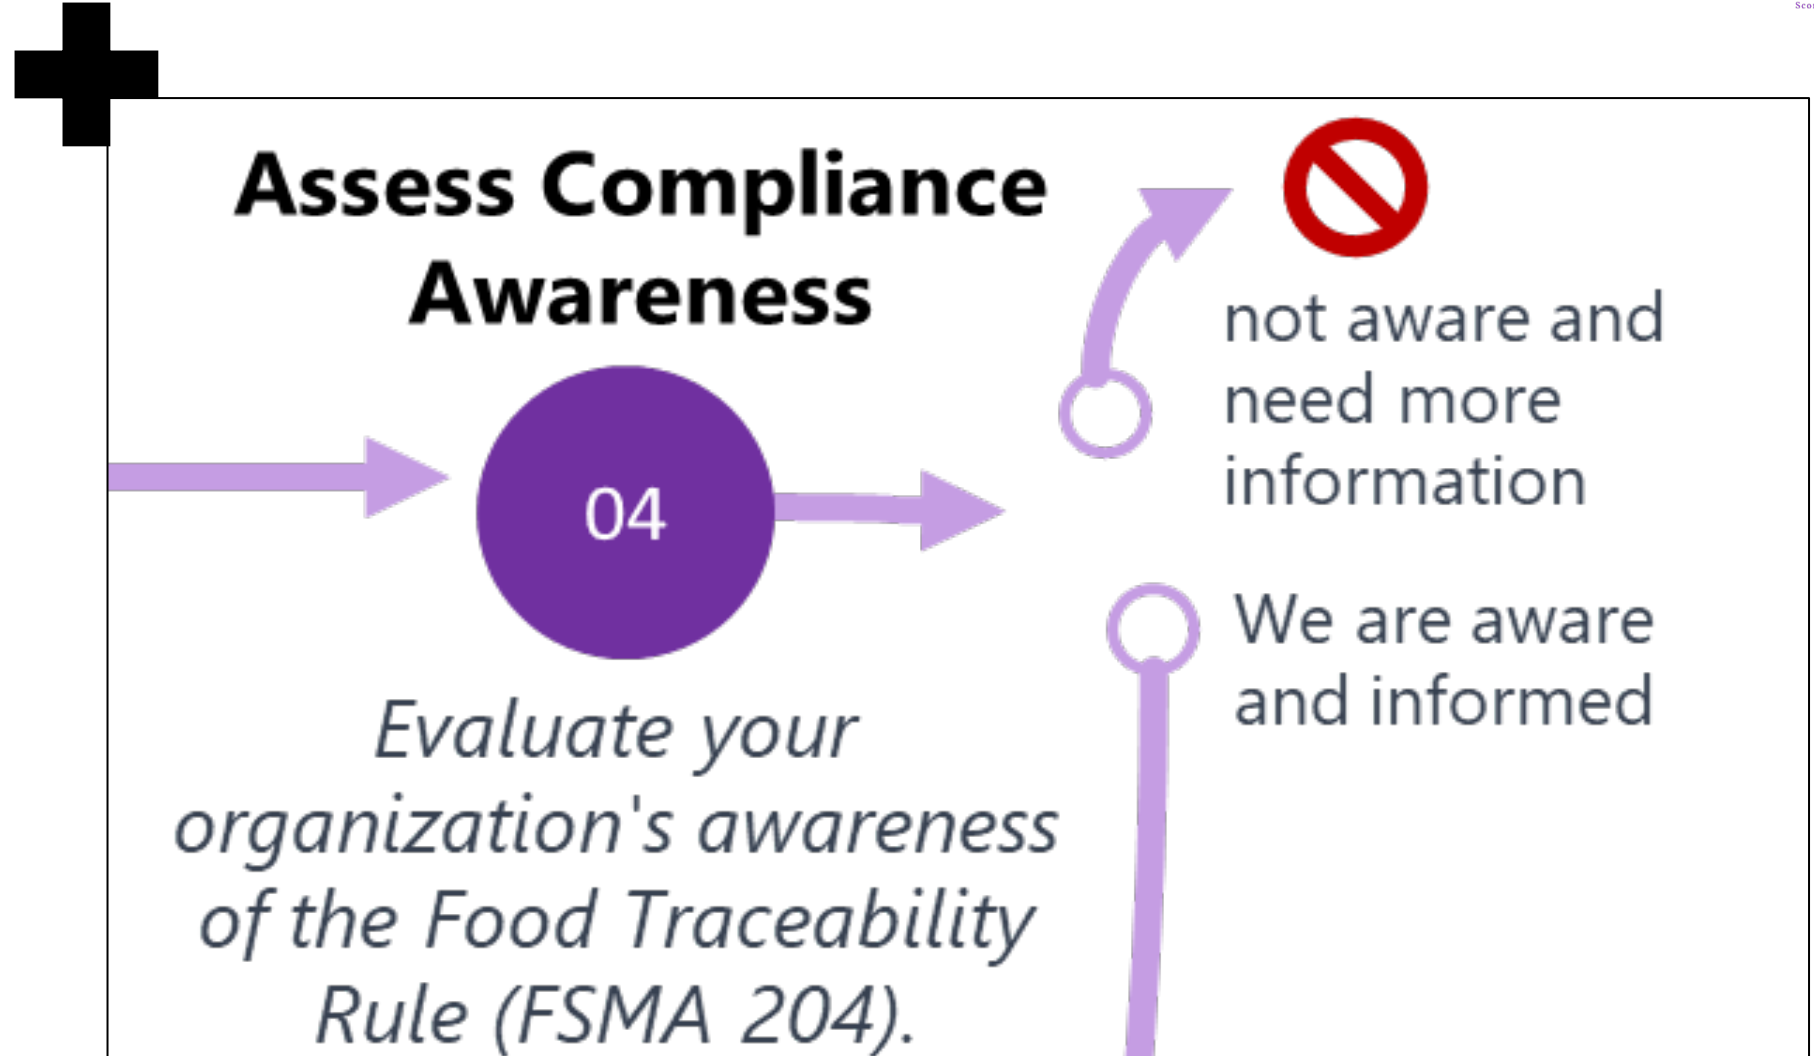 Assess Compliance
Awareness
04
Evaluate your
organization's awareness
of the Food Traceability
Rule (FSMA 204).
not aware and
need more
information
We are aware
and informed